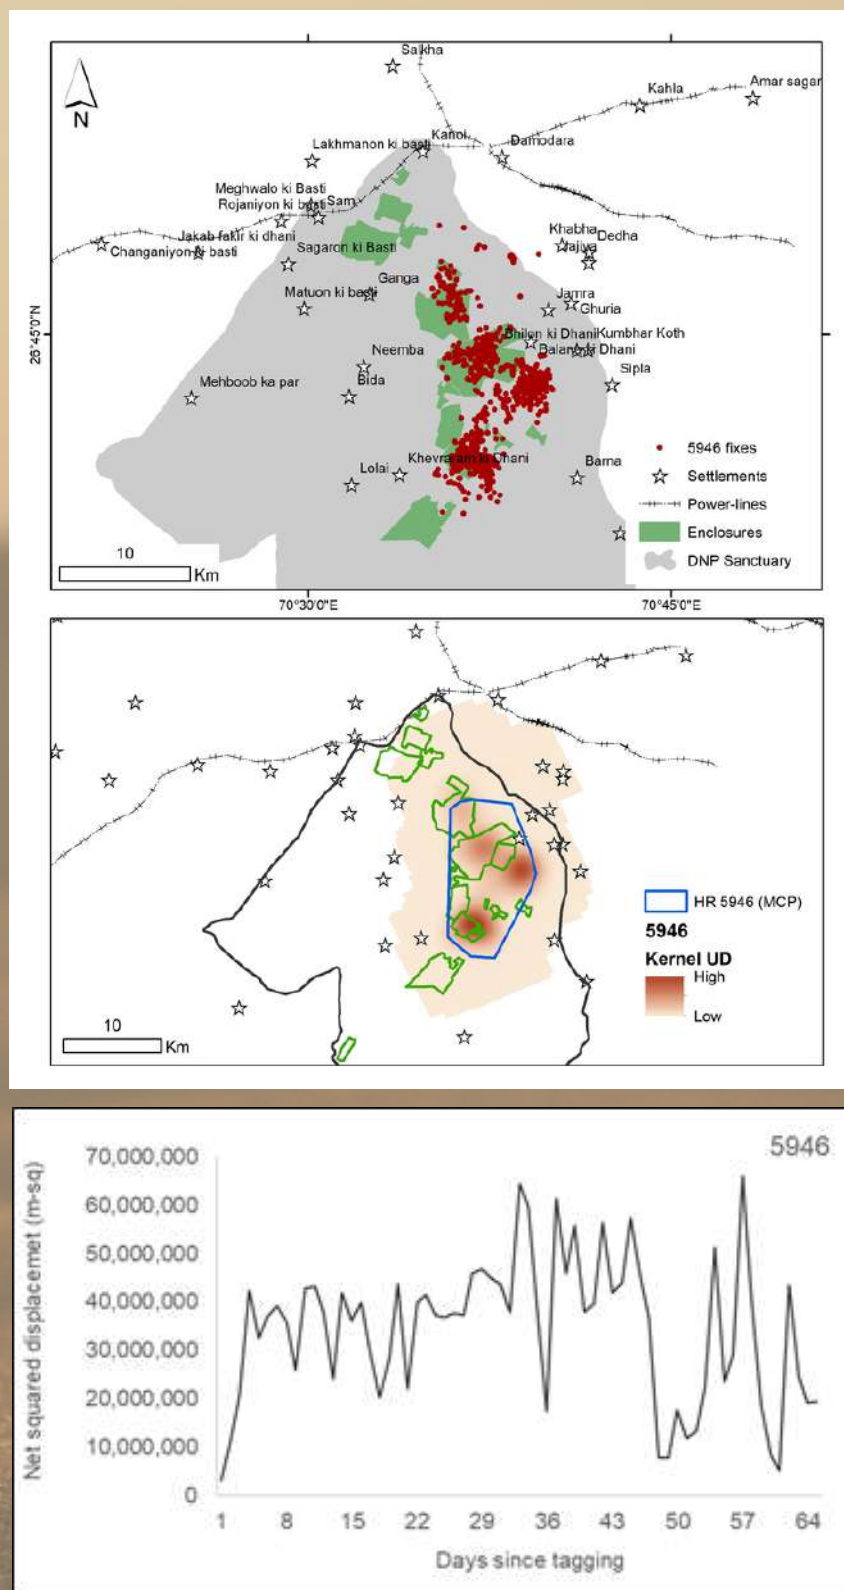 Salkha
Kahla
Amar sagar
N
Kanoi
Damodara
Lakhmanon ki basti
Meghwalo ki Basti
Rojaniyon ki basti
Sam
Jakab fakir ki dhani
Changaniyon ki basti
Sagaron ki Basti
Khabha
Dedha
Jajiya
Ganga
Matuon ki basti
Jamra
Ghuria
26°45'0"N
Bhilon ki Dhani
Kumbhar Koth
Neemba
Sipla
Mehboob ka par
Bida
Khevralam ki Dhani
Lolai
Barna
5946 fixes
Settlements
Power-lines
Enclosures
DNP Sanctuary
10
Km
70°30'0"E
70°45'0"E
HR 5946 (MCP)
5946
Kernel UD
High
Low
10
Km
5946
Net squared displacemet (m-sq)
70,000,000
60,000,000
50,000,000
40,000,000
30,000,000
20,000,000
10,000,000
0
1 8 15 22 29 36 43 50 57 64
Days since tagging